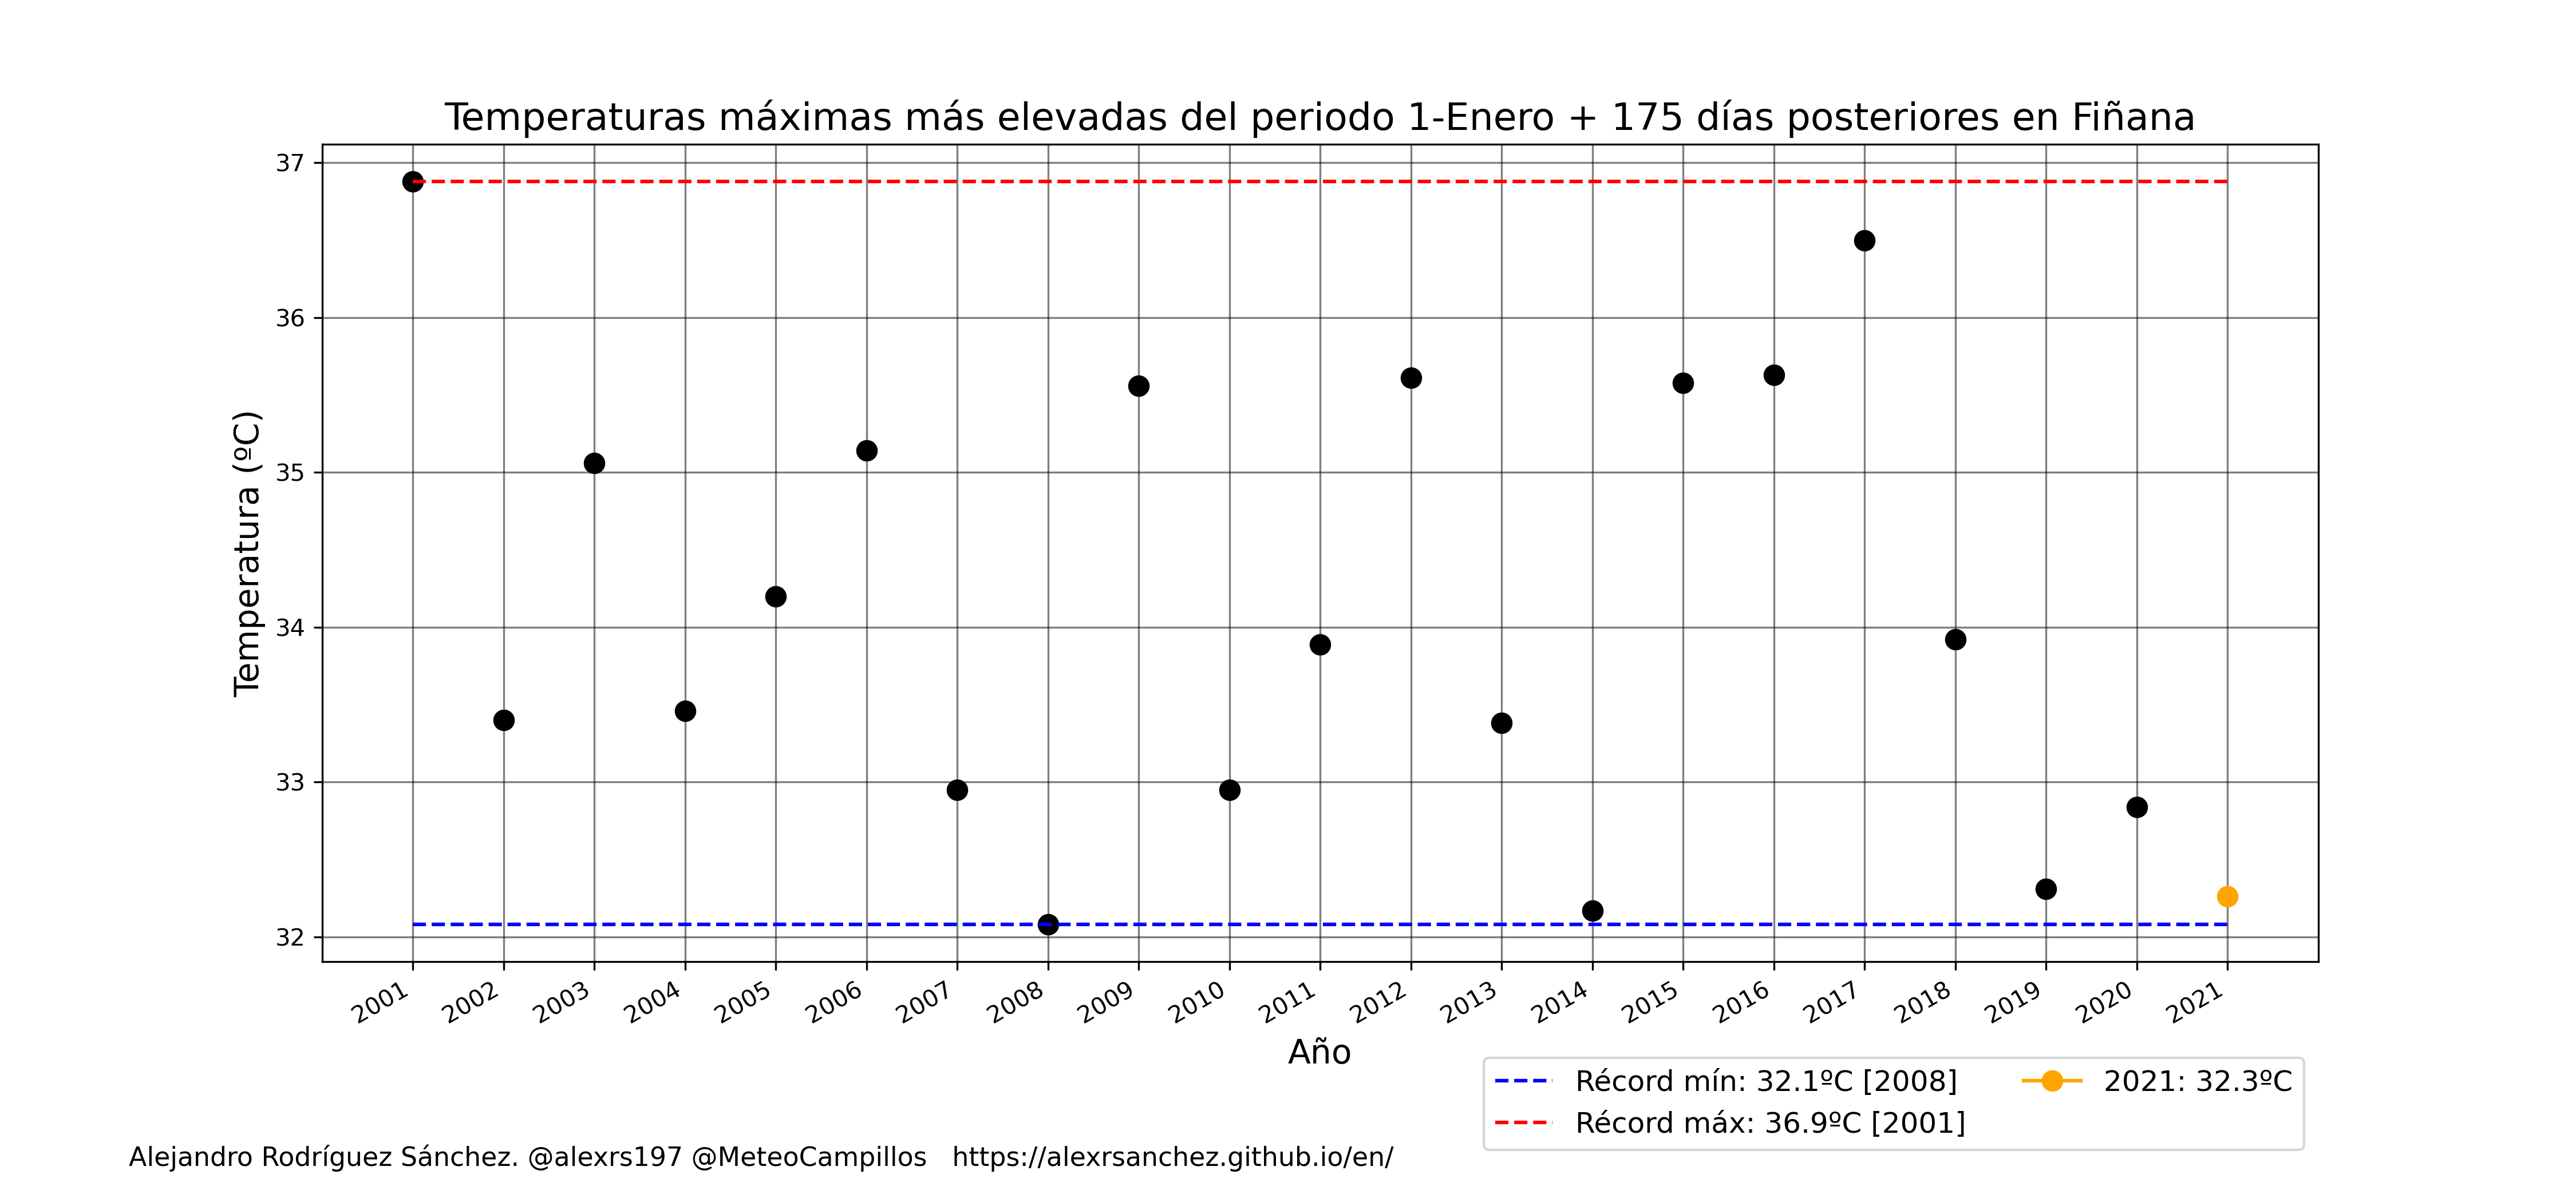 Temperaturas máximas más elevadas del periodo 1-Enero + 175 días posteriores en Fiñana
Temperatura (ºC)
37
36
35
34
33
32
2001 2002 2003 2004 2005 2006 2007 2008 2009 2010 2011 2012 2013 2014 2015 2016 2017 2018 2019 2020 2021
Año
Récord mín: 32.1ºC [2008]
Récord máx: 36.9ºC [2001]
2021: 32.3ºC
Alejandro Rodríguez Sánchez. @alexrs197 @MeteoCampillos https://alexrsanchez.github.io/en/